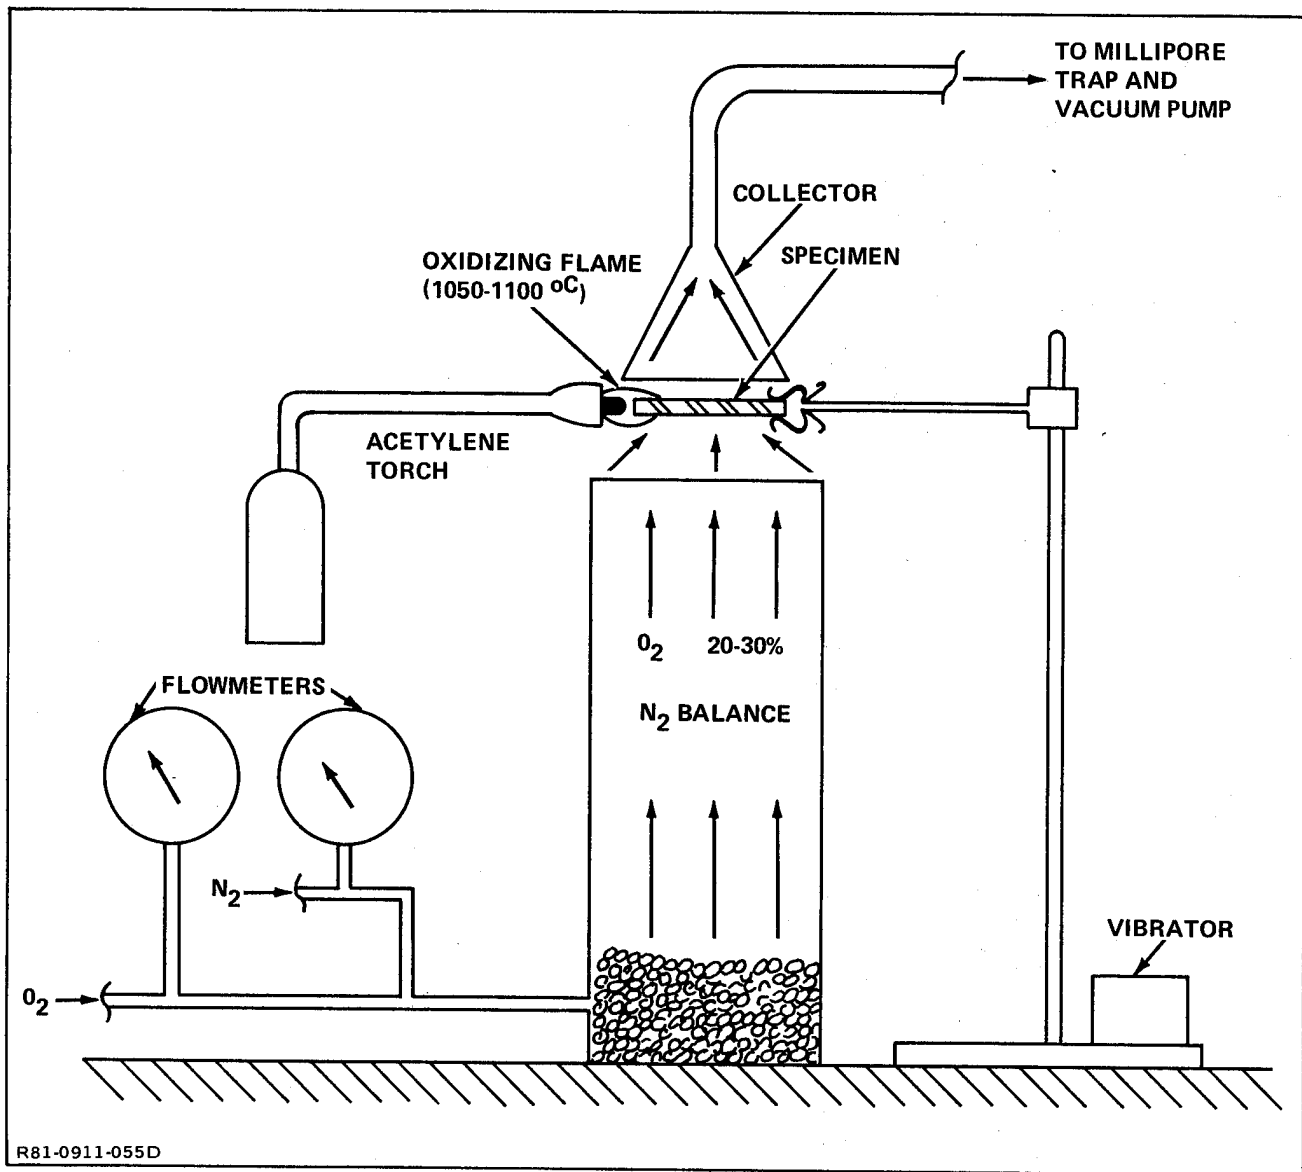 TO MILLIPORE
TRAP AND
VACUUM PUMP
COLLECTOR
SPECIMEN
OXIDIZING FLAME
(1050-1100 °C)
ACETYLENE
TORCH
O2 20-30%
FLOWMETERS
N2 BALANCE
N2
VIBRATOR
O2
R81-0911-055D